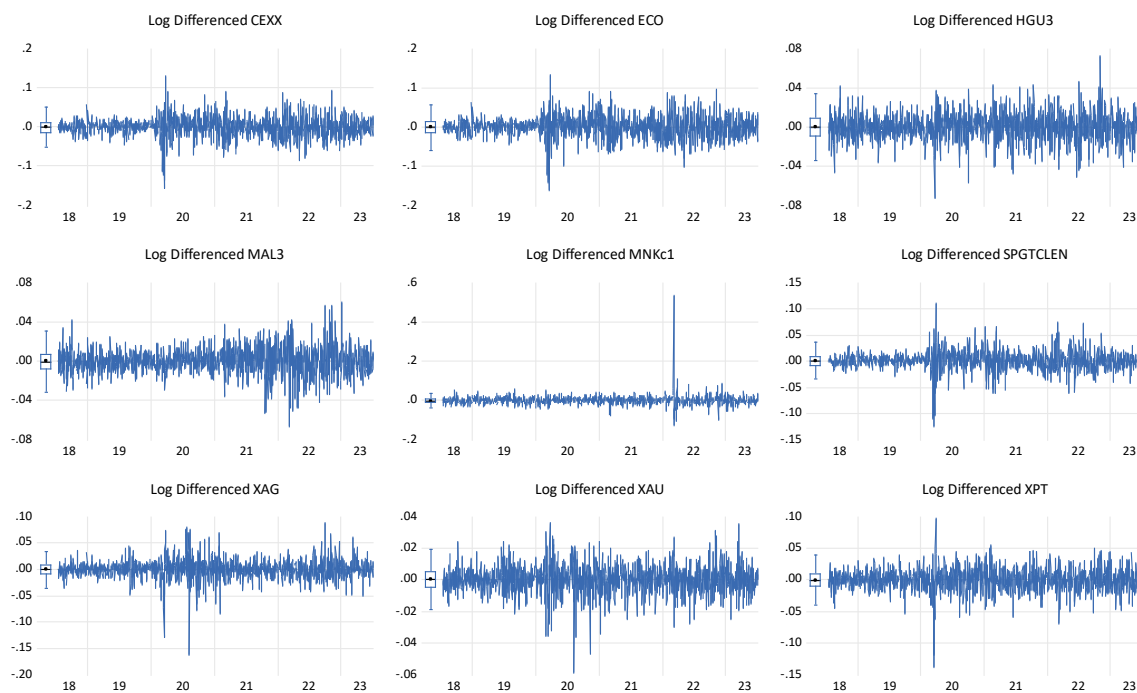 Log Differenced CEXX
.2
.1
.0
-.1
-.2
18 19 20 21 22 23
Log Differenced ECO
.2
.1
.0
-.1
-.2
18 19 20 21 22 23
Log Differenced HGU3
.08
.04
.00
-.04
-.08
18 19 20 21 22 23
Log Differenced MAL3
.08
.04
.00
-.04
-.08
18 19 20 21 22 23
Log Differenced MNKc1
.6
.4
.2
.0
-.2
18 19 20 21 22 23
Log Differenced SPGTCLEN
.15
.10
.05
.00
-.05
-.10
-.15
18 19 20 21 22 23
Log Differenced XAG
.10
.05
.00
-.05
-.10
-.15
-.20
18 19 20 21 22 23
Log Differenced XAU
.04
.02
.00
-.02
-.04
-.06
18 19 20 21 22 23
Log Differenced XPT
.10
.05
.00
-.05
-.10
-.15
18 19 20 21 22 23